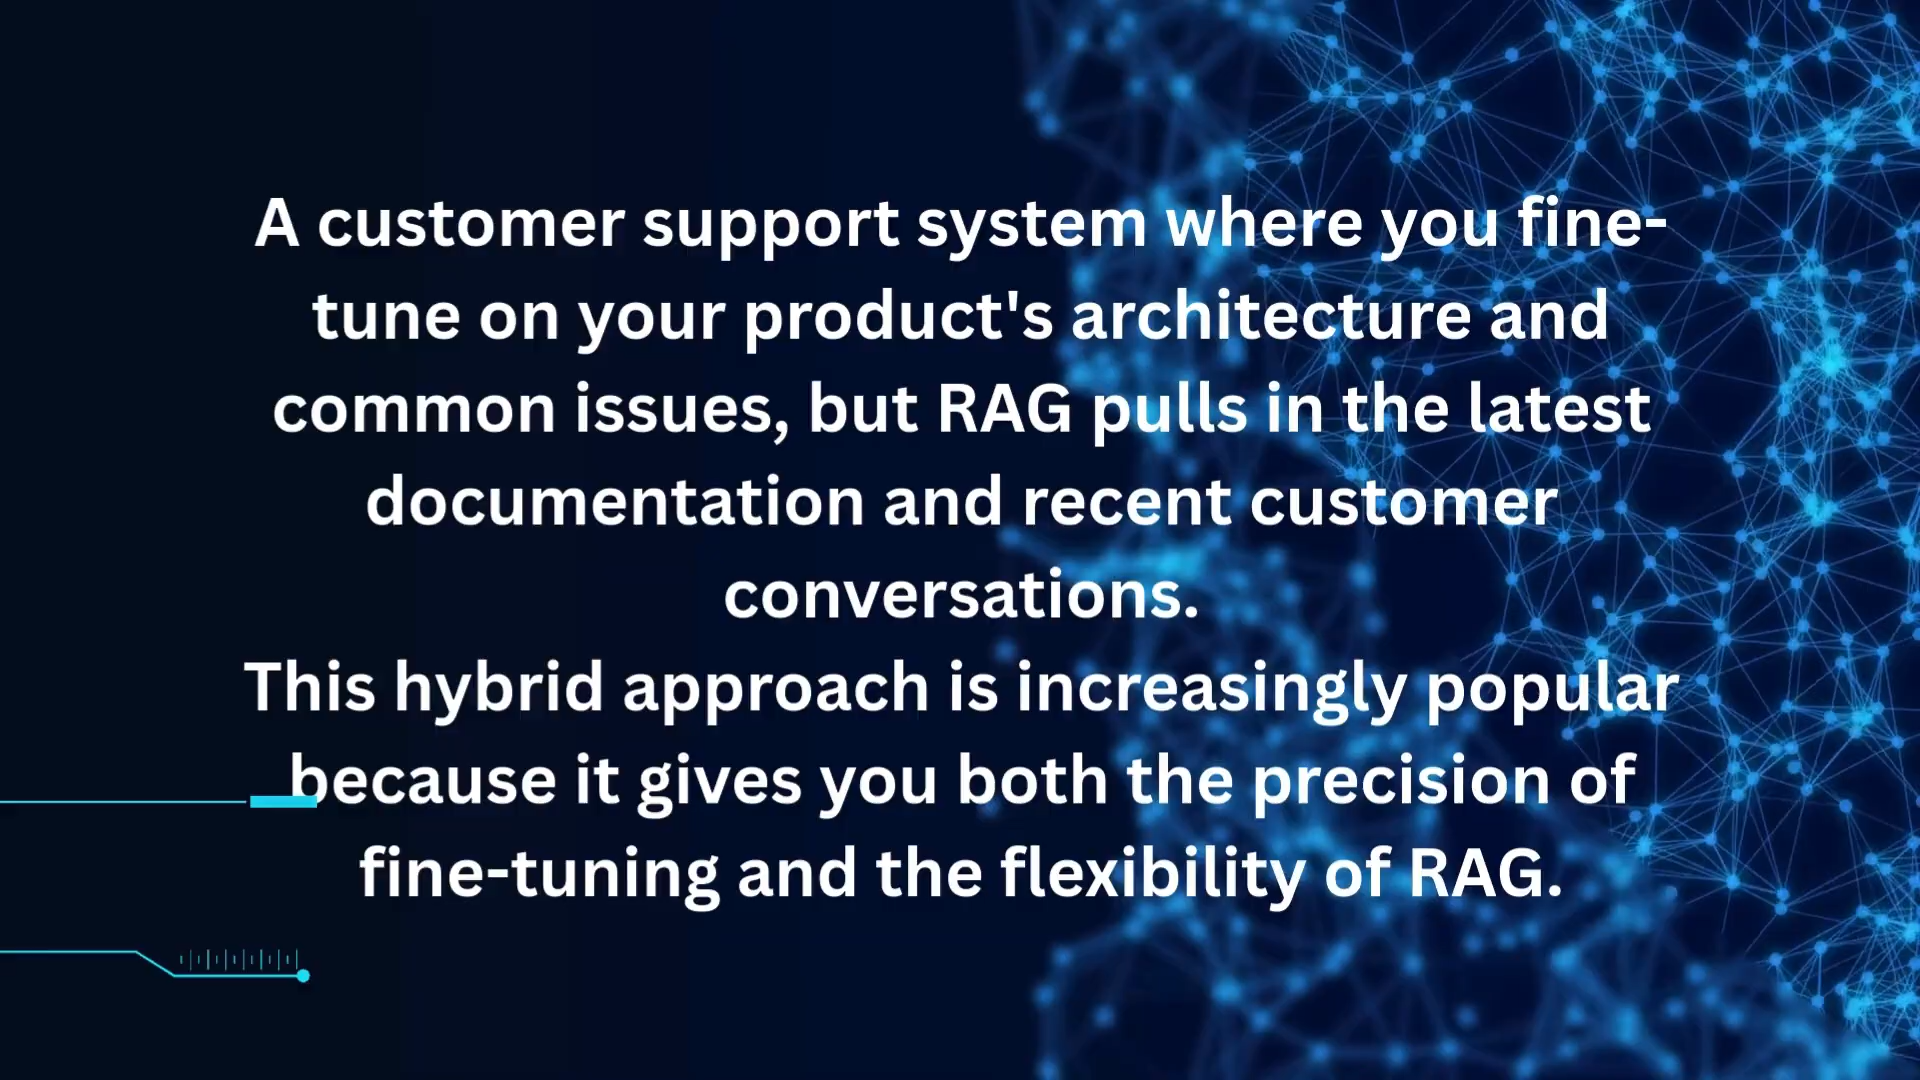 A customer support system where you fine-
tune on your product's architecture and
common issues, but RAG pulls in the latest
documentation and recent customer
conversations.
This hybrid approach is increasingly popular
because it gives you both the precision of
fine-tuning and the flexibility of RAG.